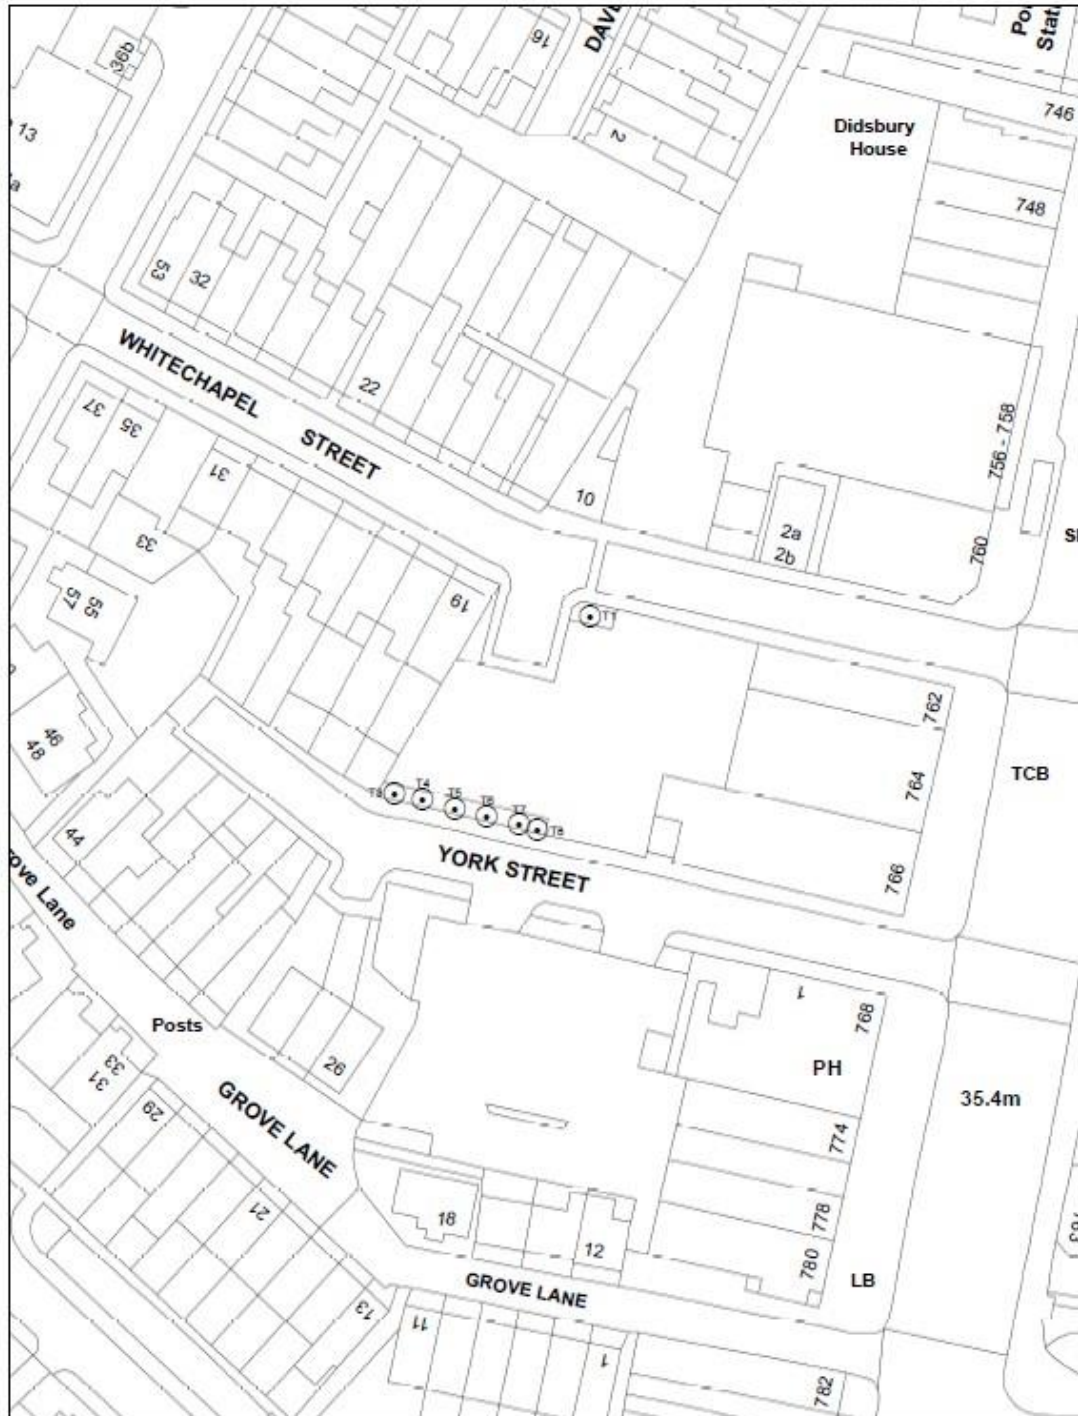 36b
16
746
Didsbury
House
2
748
53
32
WHITECHAPEL
STREET
22
37
35
31
33
756 - 758
10
2a
2b
760
19
T1
55
57
46
48
762
764
TCB
T3
T4
T5
T6
T7
T8
44
YORK STREET
766
1
768
Posts
26
33
31
PH
35.4m
29
GROVE LANE
774
21
18
12
778
780
LB
GROVE LANE
13
11
1
782